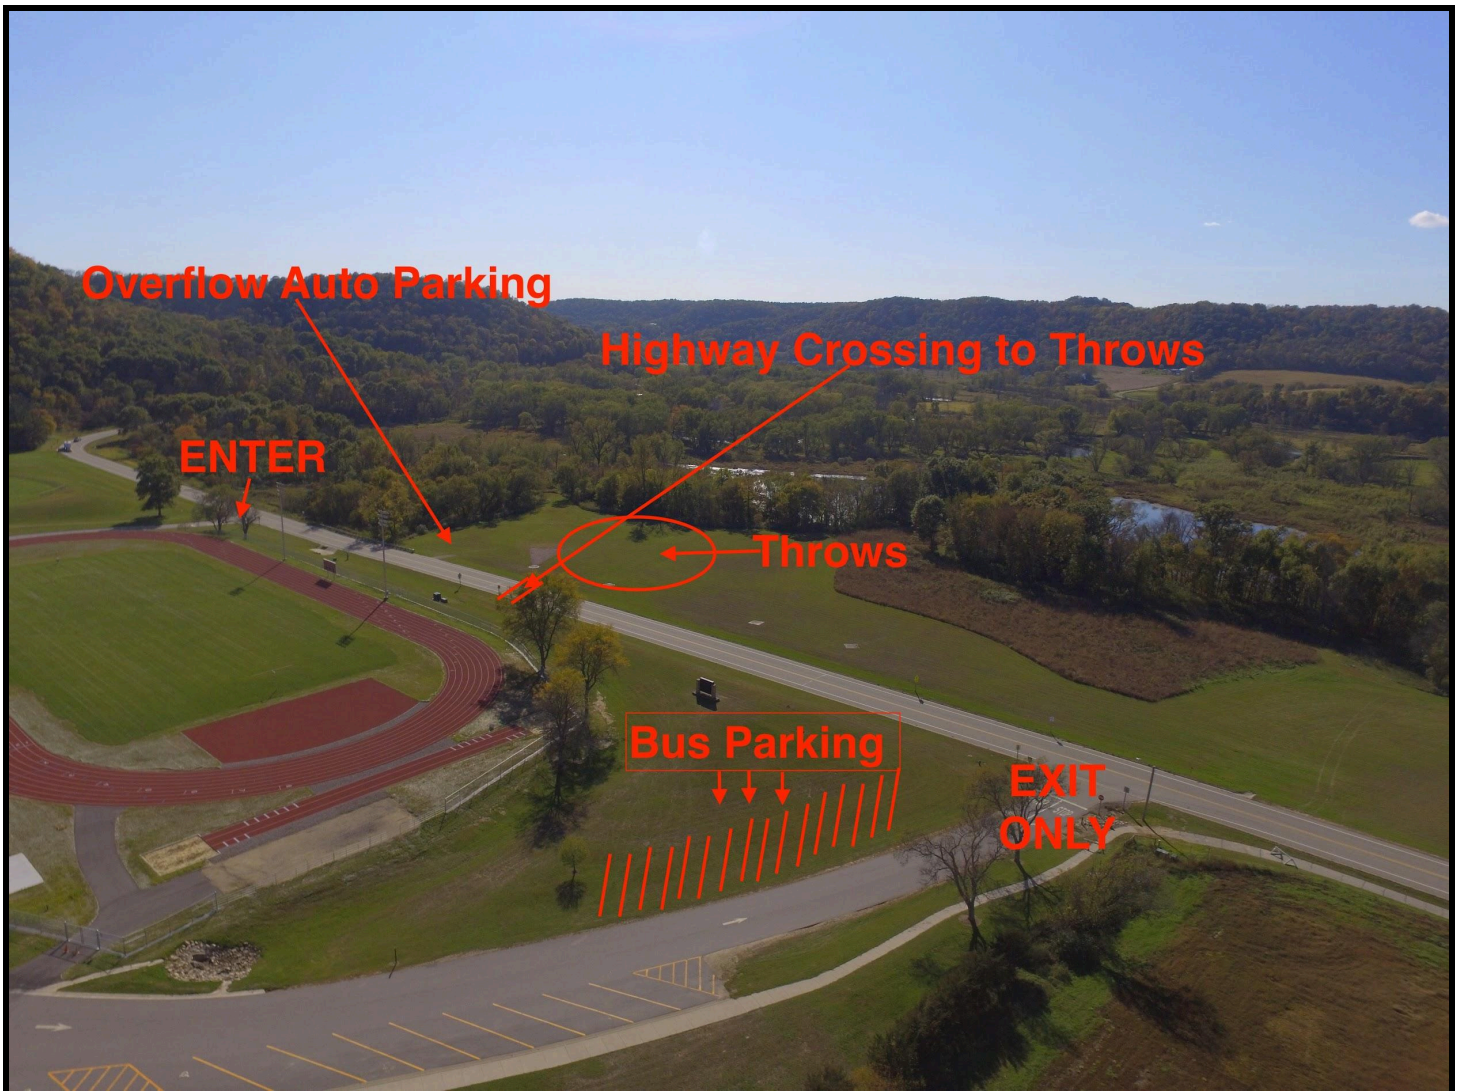 Overflow Auto Parking
Highway Crossing to Throws
ENTER
Throws
Bus Parking
EXIT
ONLY